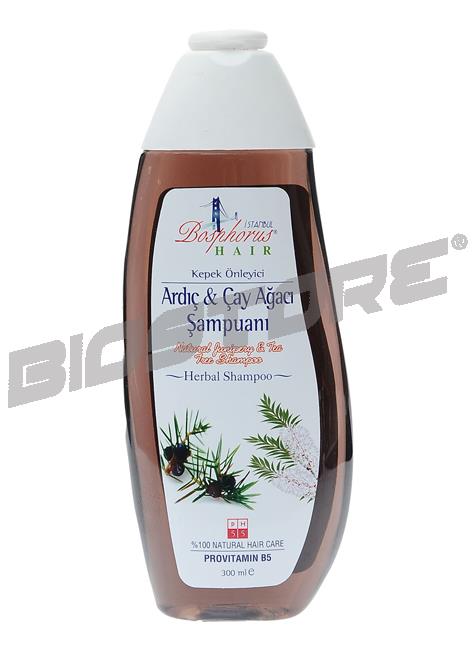 İSTANBUL
Bosphorus®
HAIR
Kepek Önleyici
Ardıç & Çay Ağacı
Şampuanı
Natural Junipery & Tea
Tree Shampoo
~Herbal Shampoo~
BIOSTORE®
PH
5 5
%100 NATURAL HAIR CARE
PROVITAMIN B5
300 ml e